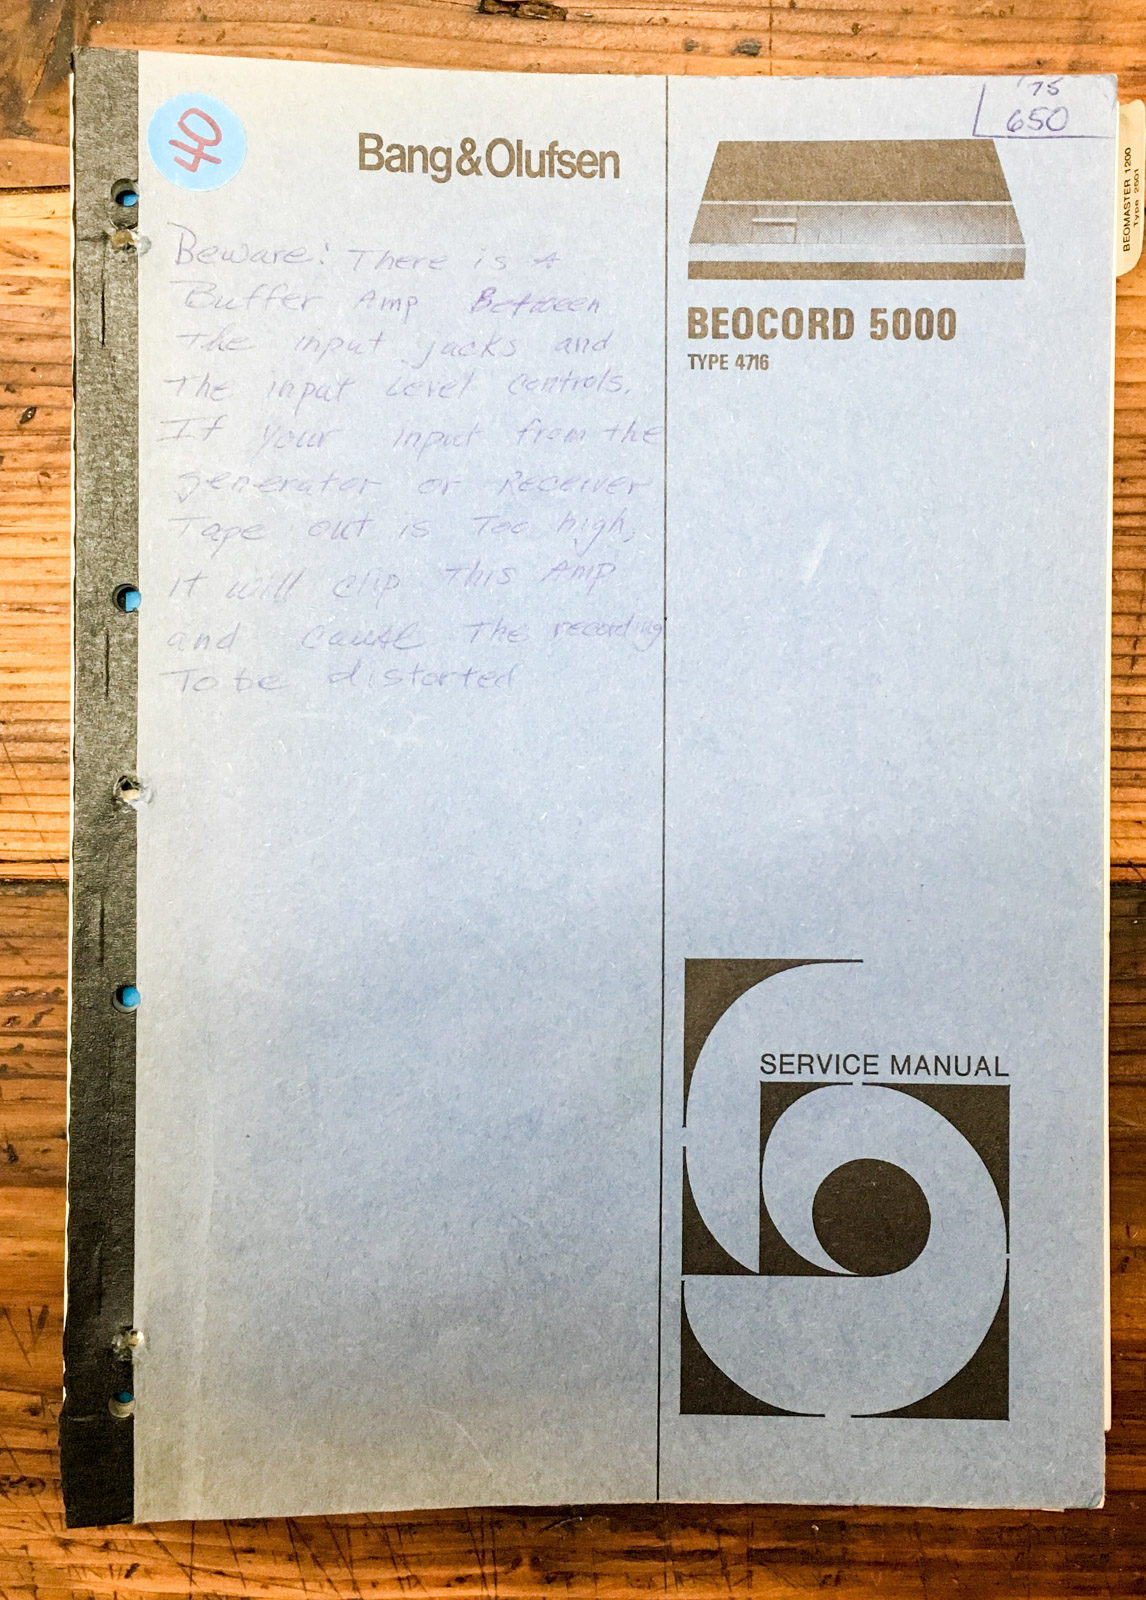 40
Bang&Olufsen
'75
650
BEOMASTER 1200
Type 2501
Beware: There is A
Buffer Amp Between
The input jacks and
The input Level controls.
If your input from the
generator or Receiver
Tape out is Too high,
it will clip This Amp
and cause The recording
To be distorted
BEOCORD 5000
TYPE 4716
SERVICE MANUAL